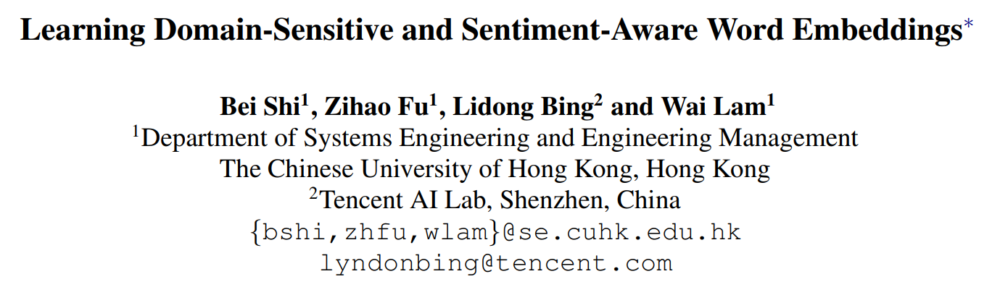 Learning Domain-Sensitive and Sentiment-Aware Word Embeddings*
Bei Shi¹, Zihao Fu¹, Lidong Bing² and Wai Lam¹
¹Department of Systems Engineering and Engineering Management
The Chinese University of Hong Kong, Hong Kong
²Tencent AI Lab, Shenzhen, China
{bshi,zhfu,wlam}@se.cuhk.edu.hk
lyndonbing@tencent.com